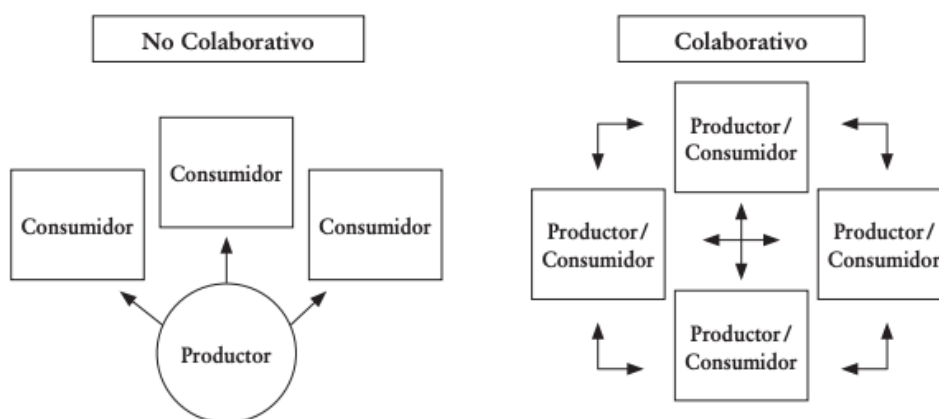 No Colaborativo
Consumidor
Consumidor
Consumidor
Productor
Colaborativo
Productor/
Consumidor
Productor/
Consumidor
Productor/
Consumidor
Productor/
Consumidor